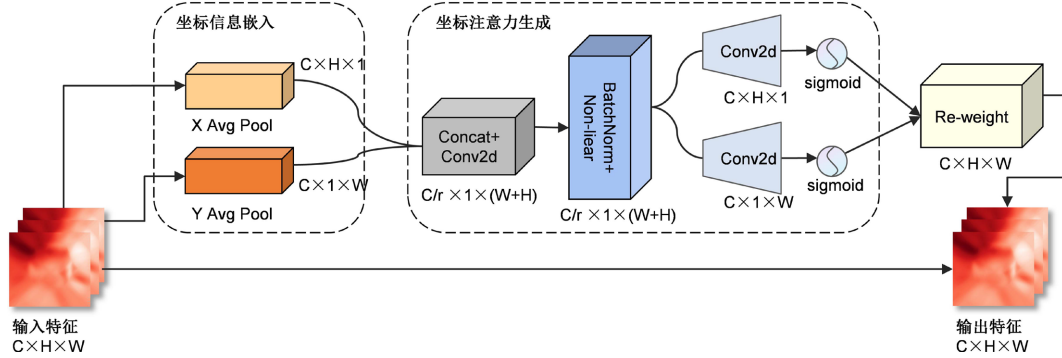 坐标信息嵌入
C×H×1
X Avg Pool
C×1×W
Y Avg Pool
坐标注意力生成
Concat+
Conv2d
C/r ×1×(W+H)
BatchNorm+
Non-liear
C/r ×1×(W+H)
Conv2d
C×H×1
sigmoid
Conv2d
C×1×W
sigmoid
Re-weight
C×H×W
输入特征
C×H×W
输出特征
C×H×W